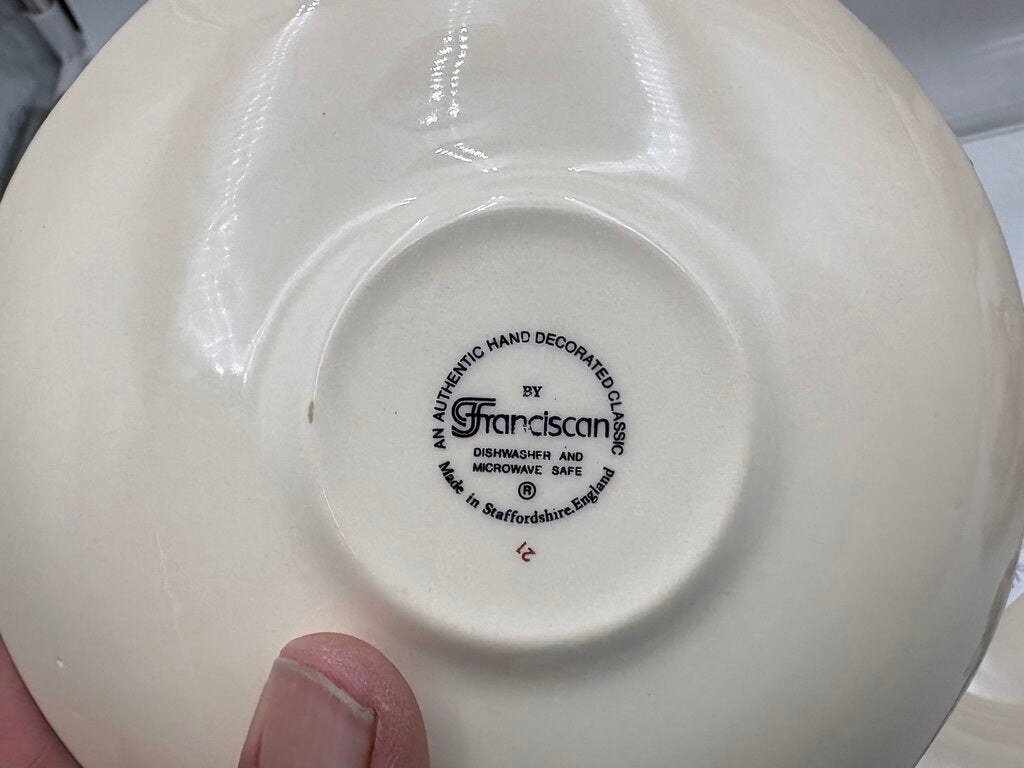 AN AUTHENTIC HAND DECORATED CLASSIC
BY
Franciscan
DISHWASHER AND
MICROWAVE SAFE
®
Made in Staffordshire, England
21